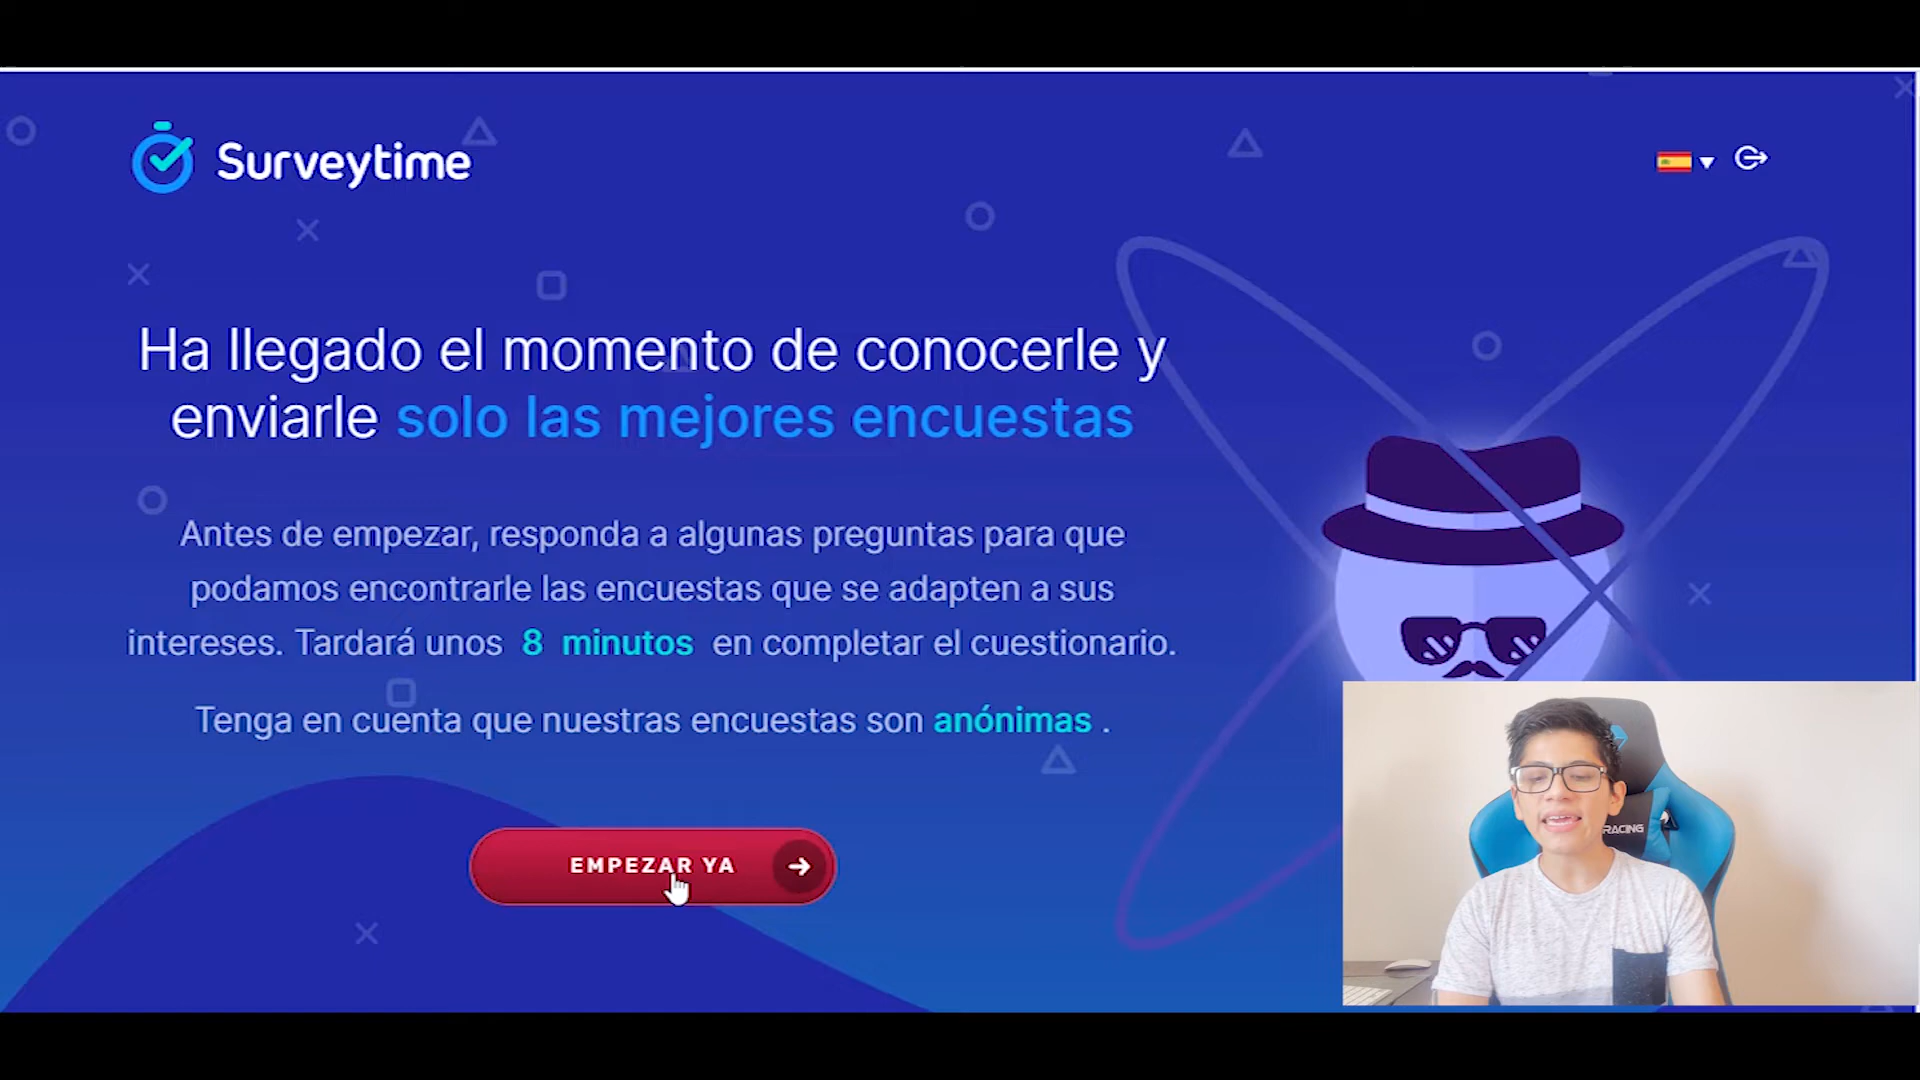 Surveytime
Ha llegado el momento de conocerle y
enviarle solo las mejores encuestas
Antes de empezar, responda a algunas preguntas para que
podamos encontrarle las encuestas que se adapten a sus
intereses. Tardará unos 8 minutos en completar el cuestionario.
Tenga en cuenta que nuestras encuestas son anónimas .
EMPEZAR YA
RACING